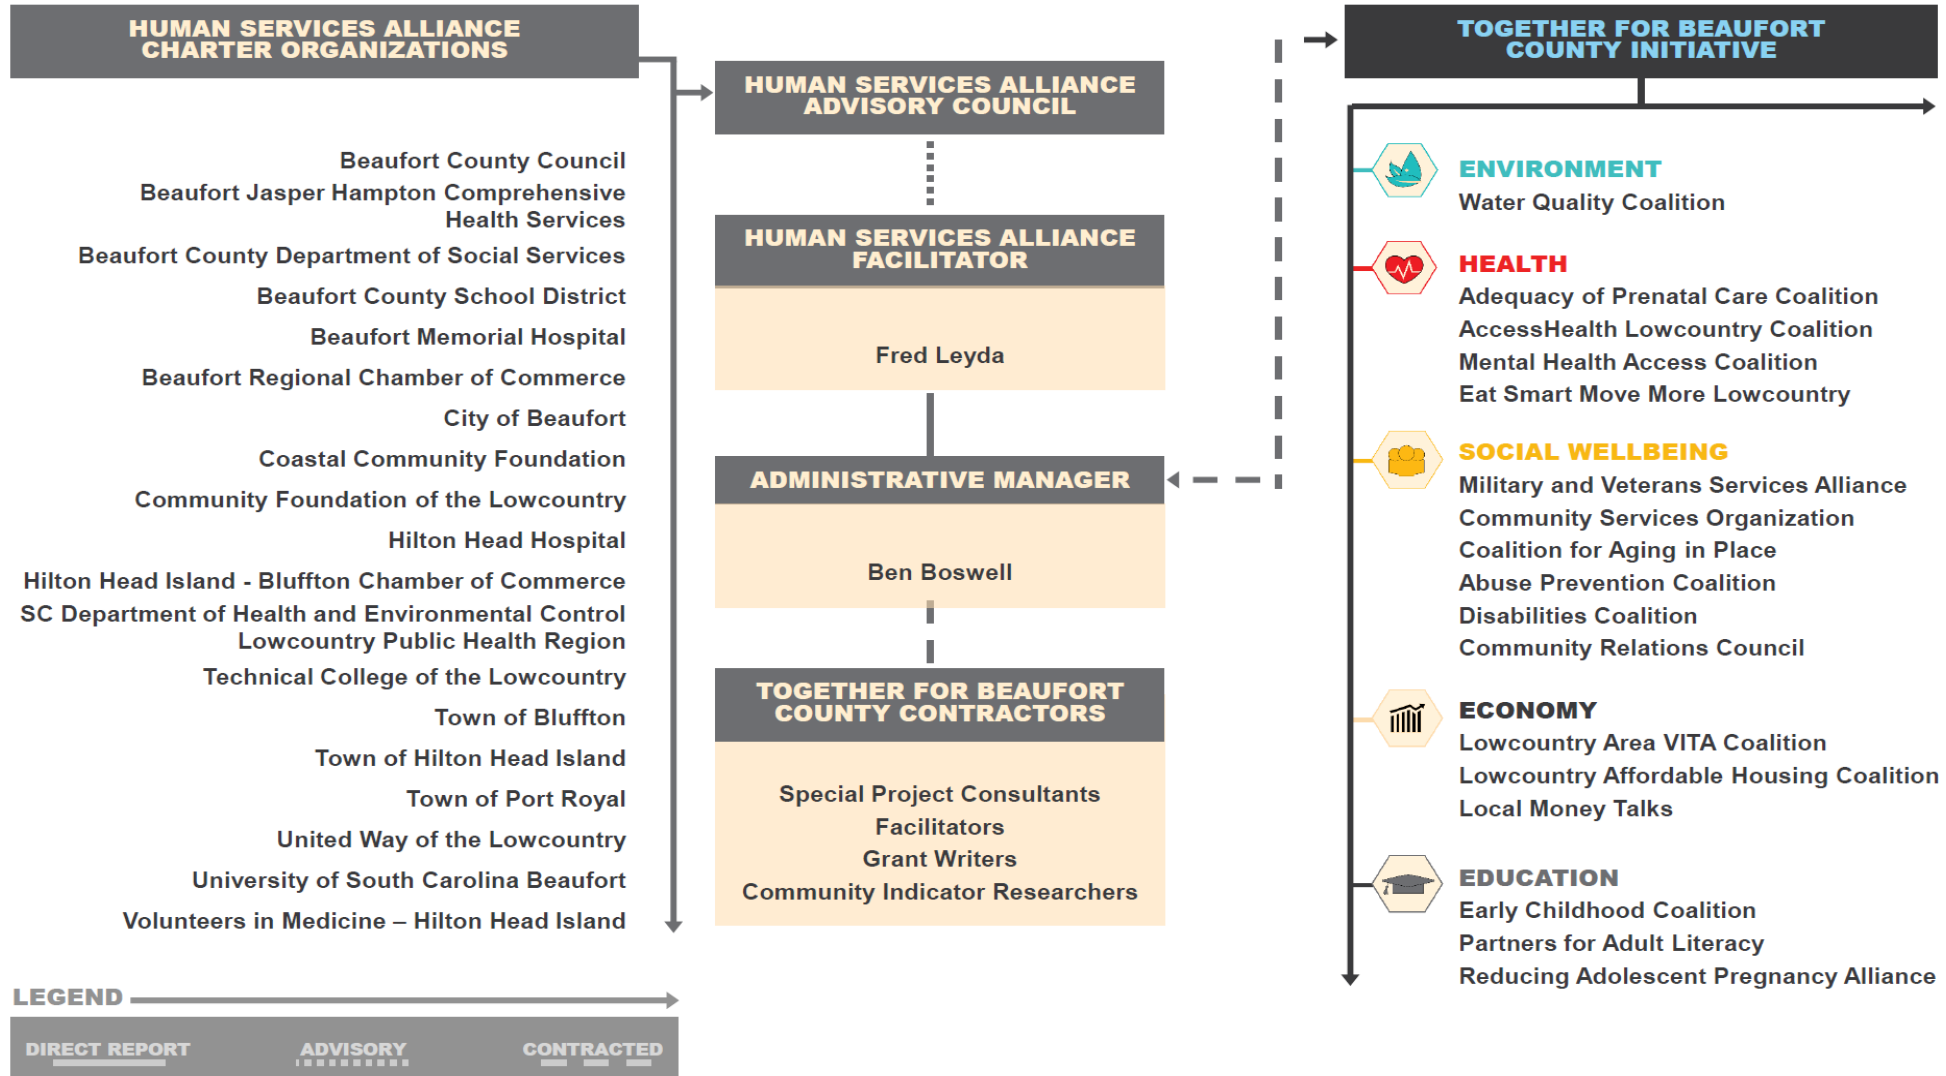 HUMAN SERVICES ALLIANCE
CHARTER ORGANIZATIONS
Beaufort County Council
Beaufort Jasper Hampton Comprehensive
Health Services
Beaufort County Department of Social Services
Beaufort County School District
Beaufort Memorial Hospital
Beaufort Regional Chamber of Commerce
City of Beaufort
Coastal Community Foundation
Community Foundation of the Lowcountry
Hilton Head Hospital
Hilton Head Island - Bluffton Chamber of Commerce
SC Department of Health and Environmental Control
Lowcountry Public Health Region
Technical College of the Lowcountry
Town of Bluffton
Town of Hilton Head Island
Town of Port Royal
United Way of the Lowcountry
University of South Carolina Beaufort
Volunteers in Medicine – Hilton Head Island
LEGEND
DIRECT REPORT
ADVISORY
CONTRACTED
HUMAN SERVICES ALLIANCE
ADVISORY COUNCIL
HUMAN SERVICES ALLIANCE
FACILITATOR
Fred Leyda
ADMINISTRATIVE MANAGER
Ben Boswell
TOGETHER FOR BEAUFORT
COUNTY CONTRACTORS
Special Project Consultants
Facilitators
Grant Writers
Community Indicator Researchers
TOGETHER FOR BEAUFORT
COUNTY INITIATIVE
ENVIRONMENT
Water Quality Coalition
HEALTH
Adequacy of Prenatal Care Coalition
AccessHealth Lowcountry Coalition
Mental Health Access Coalition
Eat Smart Move More Lowcountry
SOCIAL WELLBEING
Military and Veterans Services Alliance
Community Services Organization
Coalition for Aging in Place
Abuse Prevention Coalition
Disabilities Coalition
Community Relations Council
ECONOMY
Lowcountry Area VITA Coalition
Lowcountry Affordable Housing Coalition
Local Money Talks
EDUCATION
Early Childhood Coalition
Partners for Adult Literacy
Reducing Adolescent Pregnancy Alliance